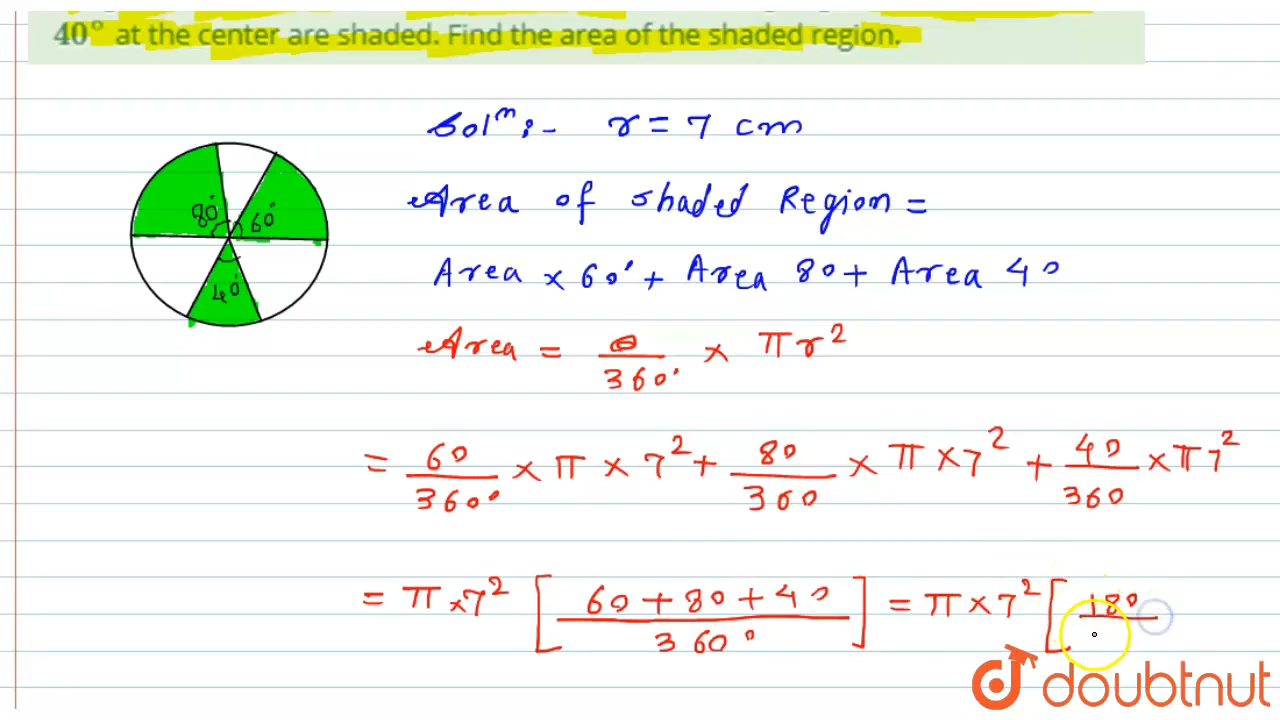 40° at the center are shaded. Find the area of the shaded region.
Solⁿ:- r = 7 cm
Area of shaded Region =
Area × 60° + Area 80 + Area 40
Area = θ/360° × πr²
= 60/360° × π × 7² + 80/360 × π × 7² + 40/360 × π7²
= π × 7² [60 + 80 + 40/360°] = π × 7² [180
80°
60°
40°
doubtnut